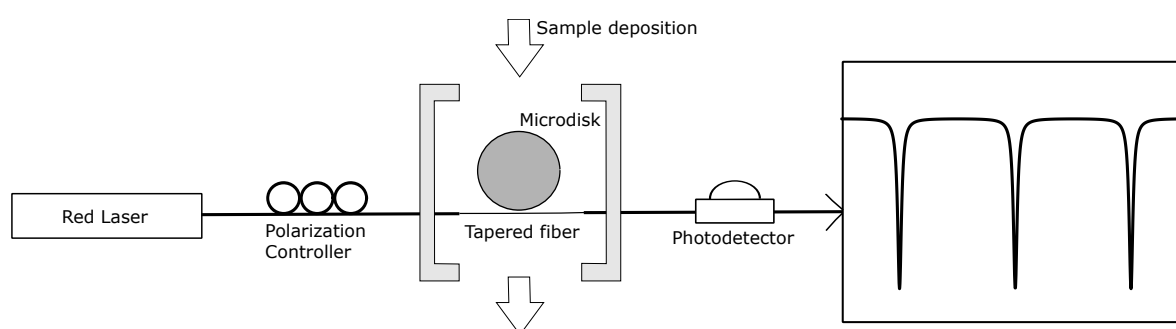 Sample deposition
Microdisk
Red Laser
Polarization
Controller
Tapered fiber
Photodetector